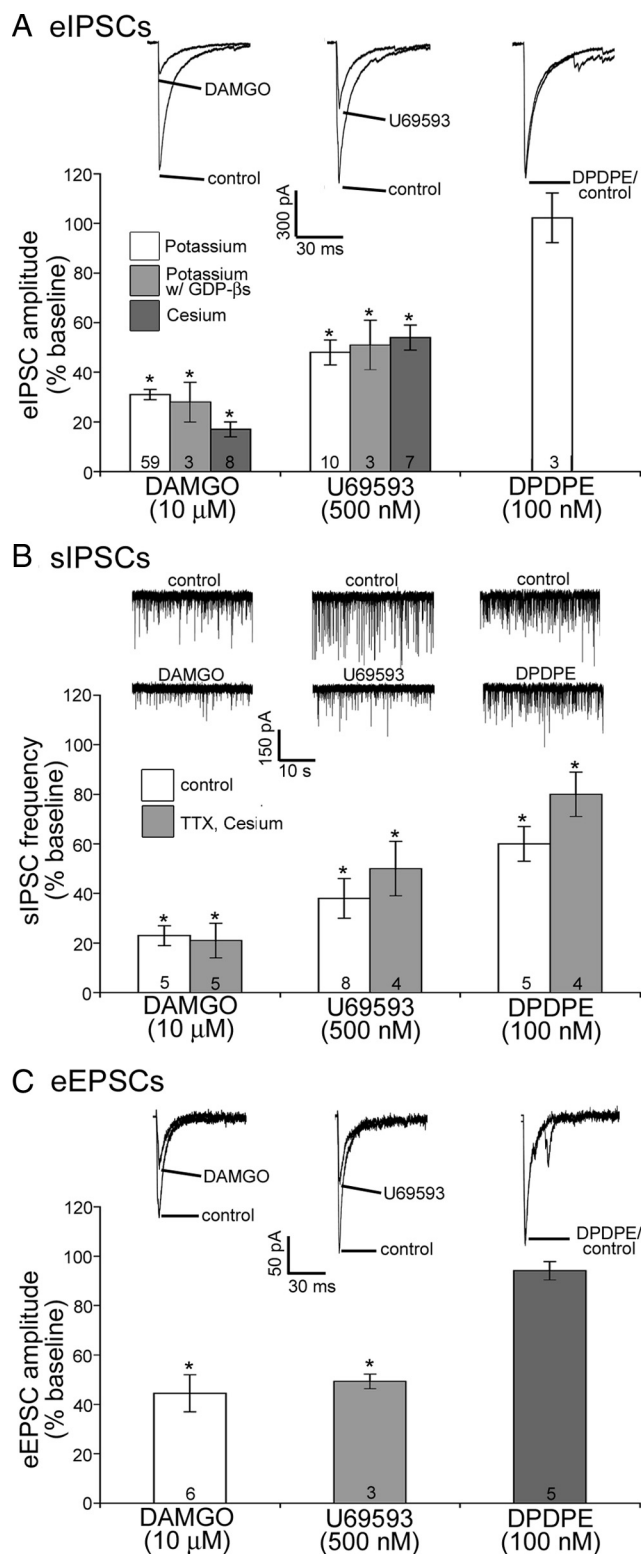 A eIPSCs
DAMGO
control
U69593
control
DPDPE/
control
300 pA
30 ms
eIPSC amplitude
(% baseline)
120
100
80
60
40
20
0
Potassium
Potassium
w/ GDP-βs
Cesium
* * *
* * *
59 3 8
10 3 7
3
DAMGO
(10 μM)
U69593
(500 nM)
DPDPE
(100 nM)
B sIPSCs
control
control
control
DAMGO
U69593
DPDPE
150 pA
10 s
sIPSC frequency
(% baseline)
120
100
80
60
40
20
0
control
TTX, Cesium
* *
* *
* *
5 5
8 4
5 4
DAMGO
(10 μM)
U69593
(500 nM)
DPDPE
(100 nM)
C eEPSCs
DAMGO
control
U69593
control
DPDPE/
control
50 pA
30 ms
eEPSC amplitude
(% baseline)
120
100
80
60
40
20
0
*
*
6
3
5
DAMGO
(10 μM)
U69593
(500 nM)
DPDPE
(100 nM)